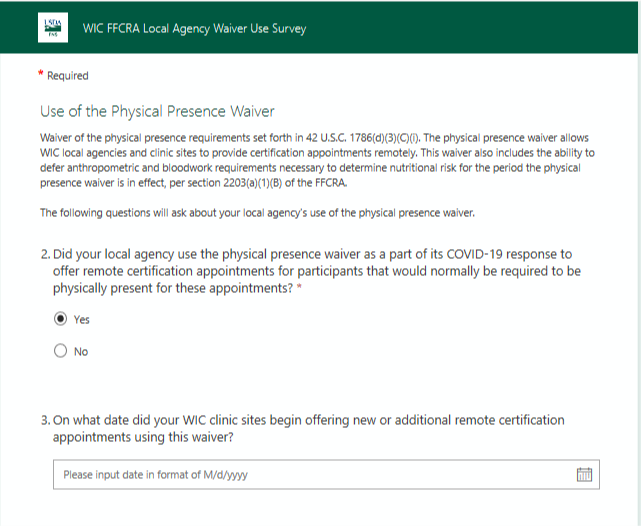 USDA
FNS
WIC FFCRA Local Agency Waiver Use Survey
* Required
Use of the Physical Presence Waiver
Waiver of the physical presence requirements set forth in 42 U.S.C. 1786(d)(3)(C)(i). The physical presence waiver allows
WIC local agencies and clinic sites to provide certification appointments remotely. This waiver also includes the ability to
defer anthropometric and bloodwork requirements necessary to determine nutritional risk for the period the physical
presence waiver is in effect, per section 2203(a)(1)(B) of the FFCRA.
The following questions will ask about your local agency's use of the physical presence waiver.
2. Did your local agency use the physical presence waiver as a part of its COVID-19 response to
offer remote certification appointments for participants that would normally be required to be
physically present for these appointments? *
Yes
No
3. On what date did your WIC clinic sites begin offering new or additional remote certification
appointments using this waiver?
Please input date in format of M/d/yyyy